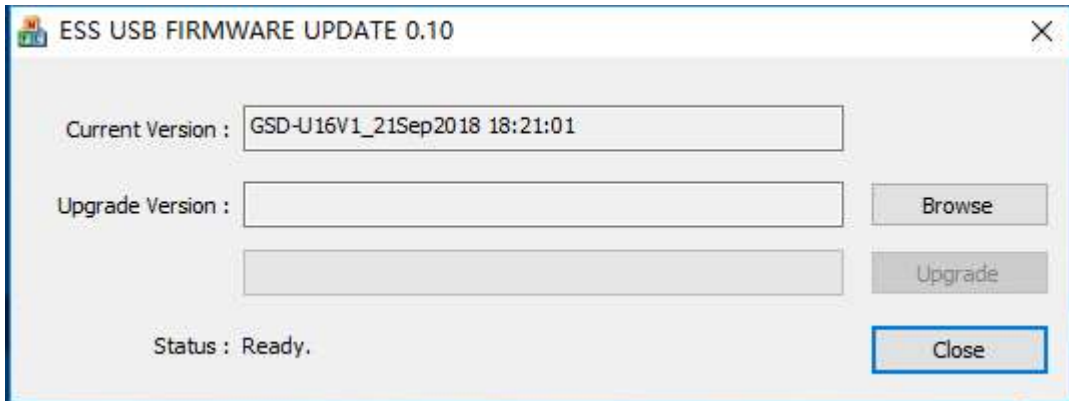 ESS USB FIRMWARE UPDATE 0.10
Current Version : GSD-U16V1_21Sep2018 18:21:01
Upgrade Version :
Browse
Upgrade
Status : Ready.
Close